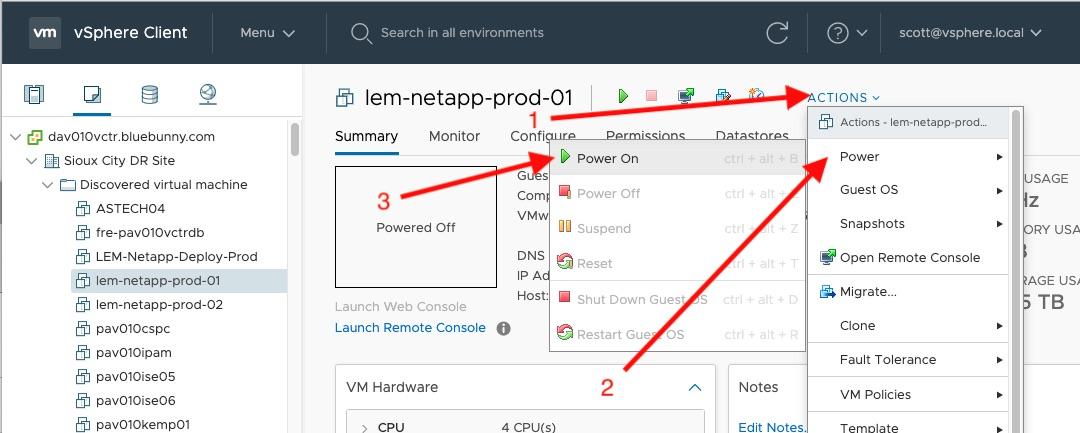 vm vSphere Client Menu Search in all environments ? scott@vsphere.local
lem-netapp-prod-01 ACTIONS
1
Summary Monitor Configure Permissions Datastores
dav010vctr.bluebunny.com
Sioux City DR Site
Discovered virtual machine
ASTECH04
fre-pav010vctrdb
LEM-Netapp-Deploy-Prod
lem-netapp-prod-01
lem-netapp-prod-02
pav010cspc
pav010ipam
pav010ise05
pav010ise06
pav010kemp01
Powered Off
Launch Web Console
Launch Remote Console i
Gues
Comp
VMw
DNS
IP Ad
Host:
3
Power On ctrl + alt + B
Power Off ctrl + alt +
Suspend ctrl + alt + Z
Reset ctrl + alt + T
Shut Down Guest OS ctrl + alt + D
Restart Guest OS ctrl + alt + R
2
Actions - lem-netapp-prod...
Power
Guest OS
Snapshots
Open Remote Console
Migrate...
Clone
Fault Tolerance
VM Policies
Template
USAGE
Hz
ORY USA
B
RAGE USA
5 TB
VM Hardware
CPU 4 CPU(s)
Notes
Edit Notes.